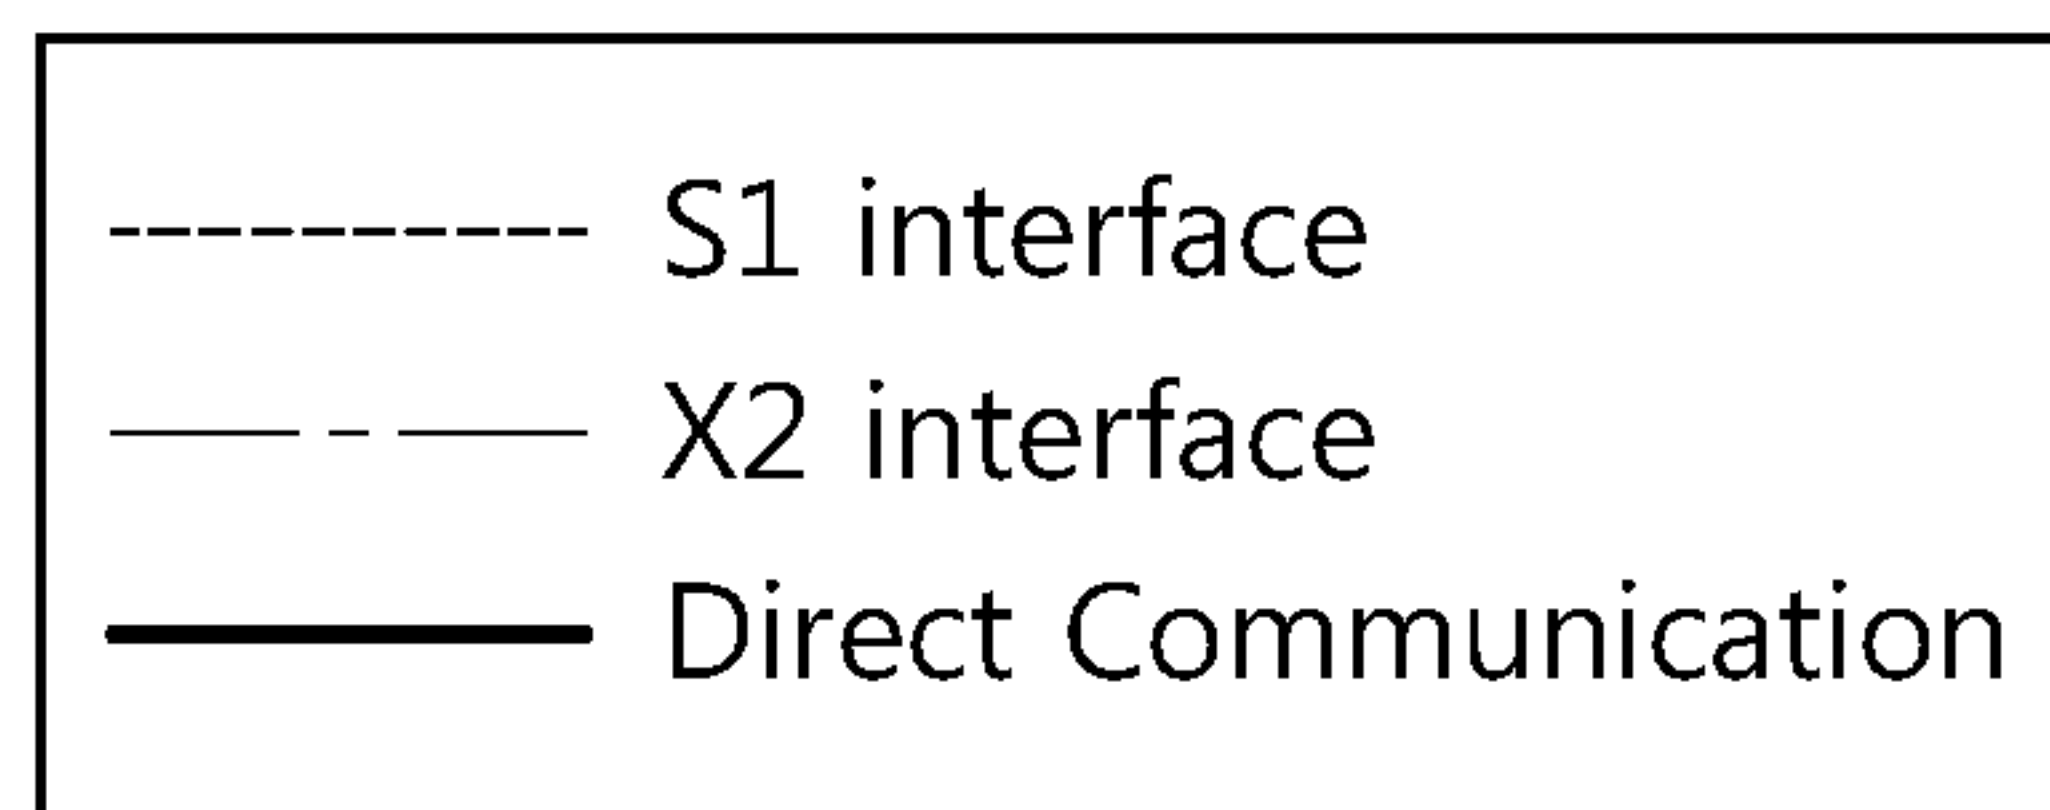 S1 interface
X2 interface
Direct Communication